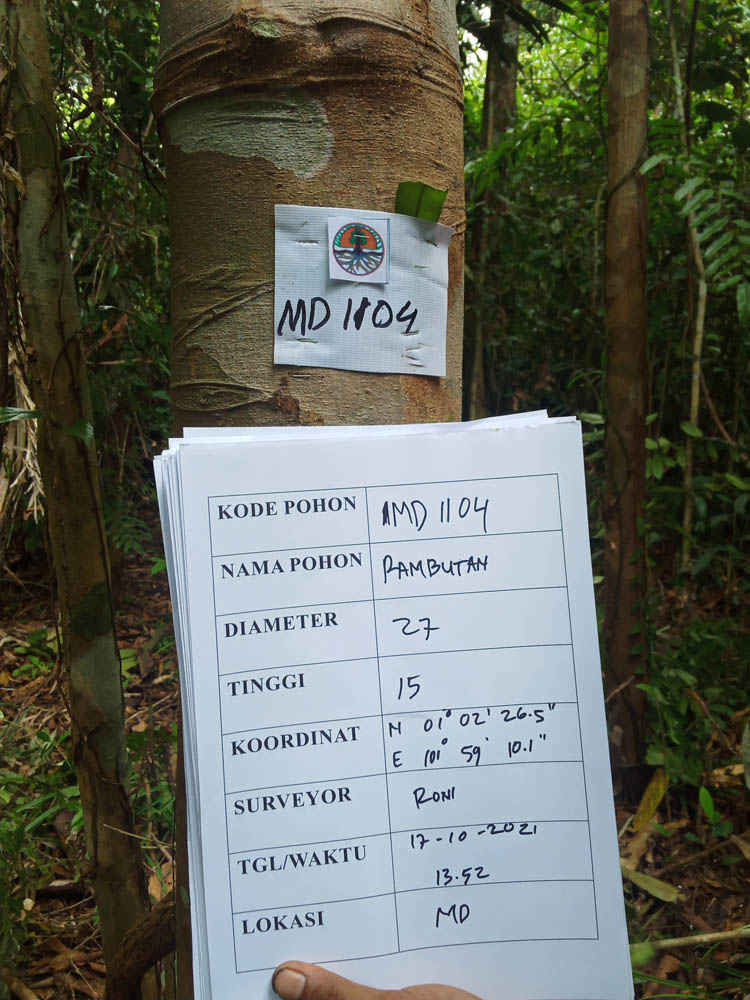 MD 1104
KODE POHON MD 1104
NAMA POHON RAMBUTAN
DIAMETER 27
TINGGI 15
KOORDINAT N 01° 02' 26.5"
E 101° 59' 10.1"
SURVEYOR RONI
TGL/WAKTU 17-10-2021
13.52
LOKASI MD